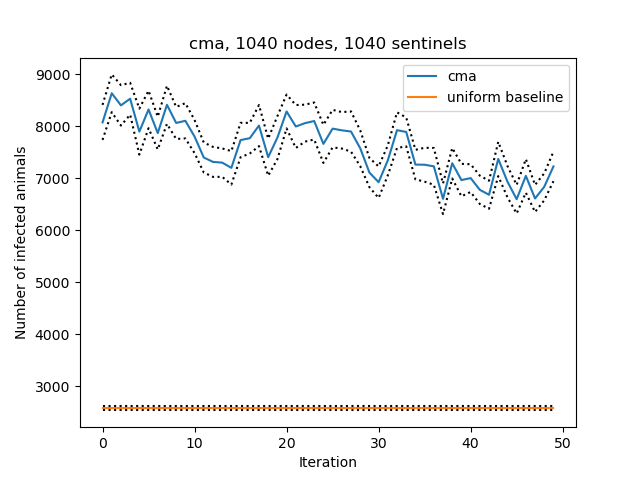 cma, 1040 nodes, 1040 sentinels
cma
uniform baseline
9000
8000
7000
6000
5000
4000
3000
Number of infected animals
0 10 20 30 40 50
Iteration